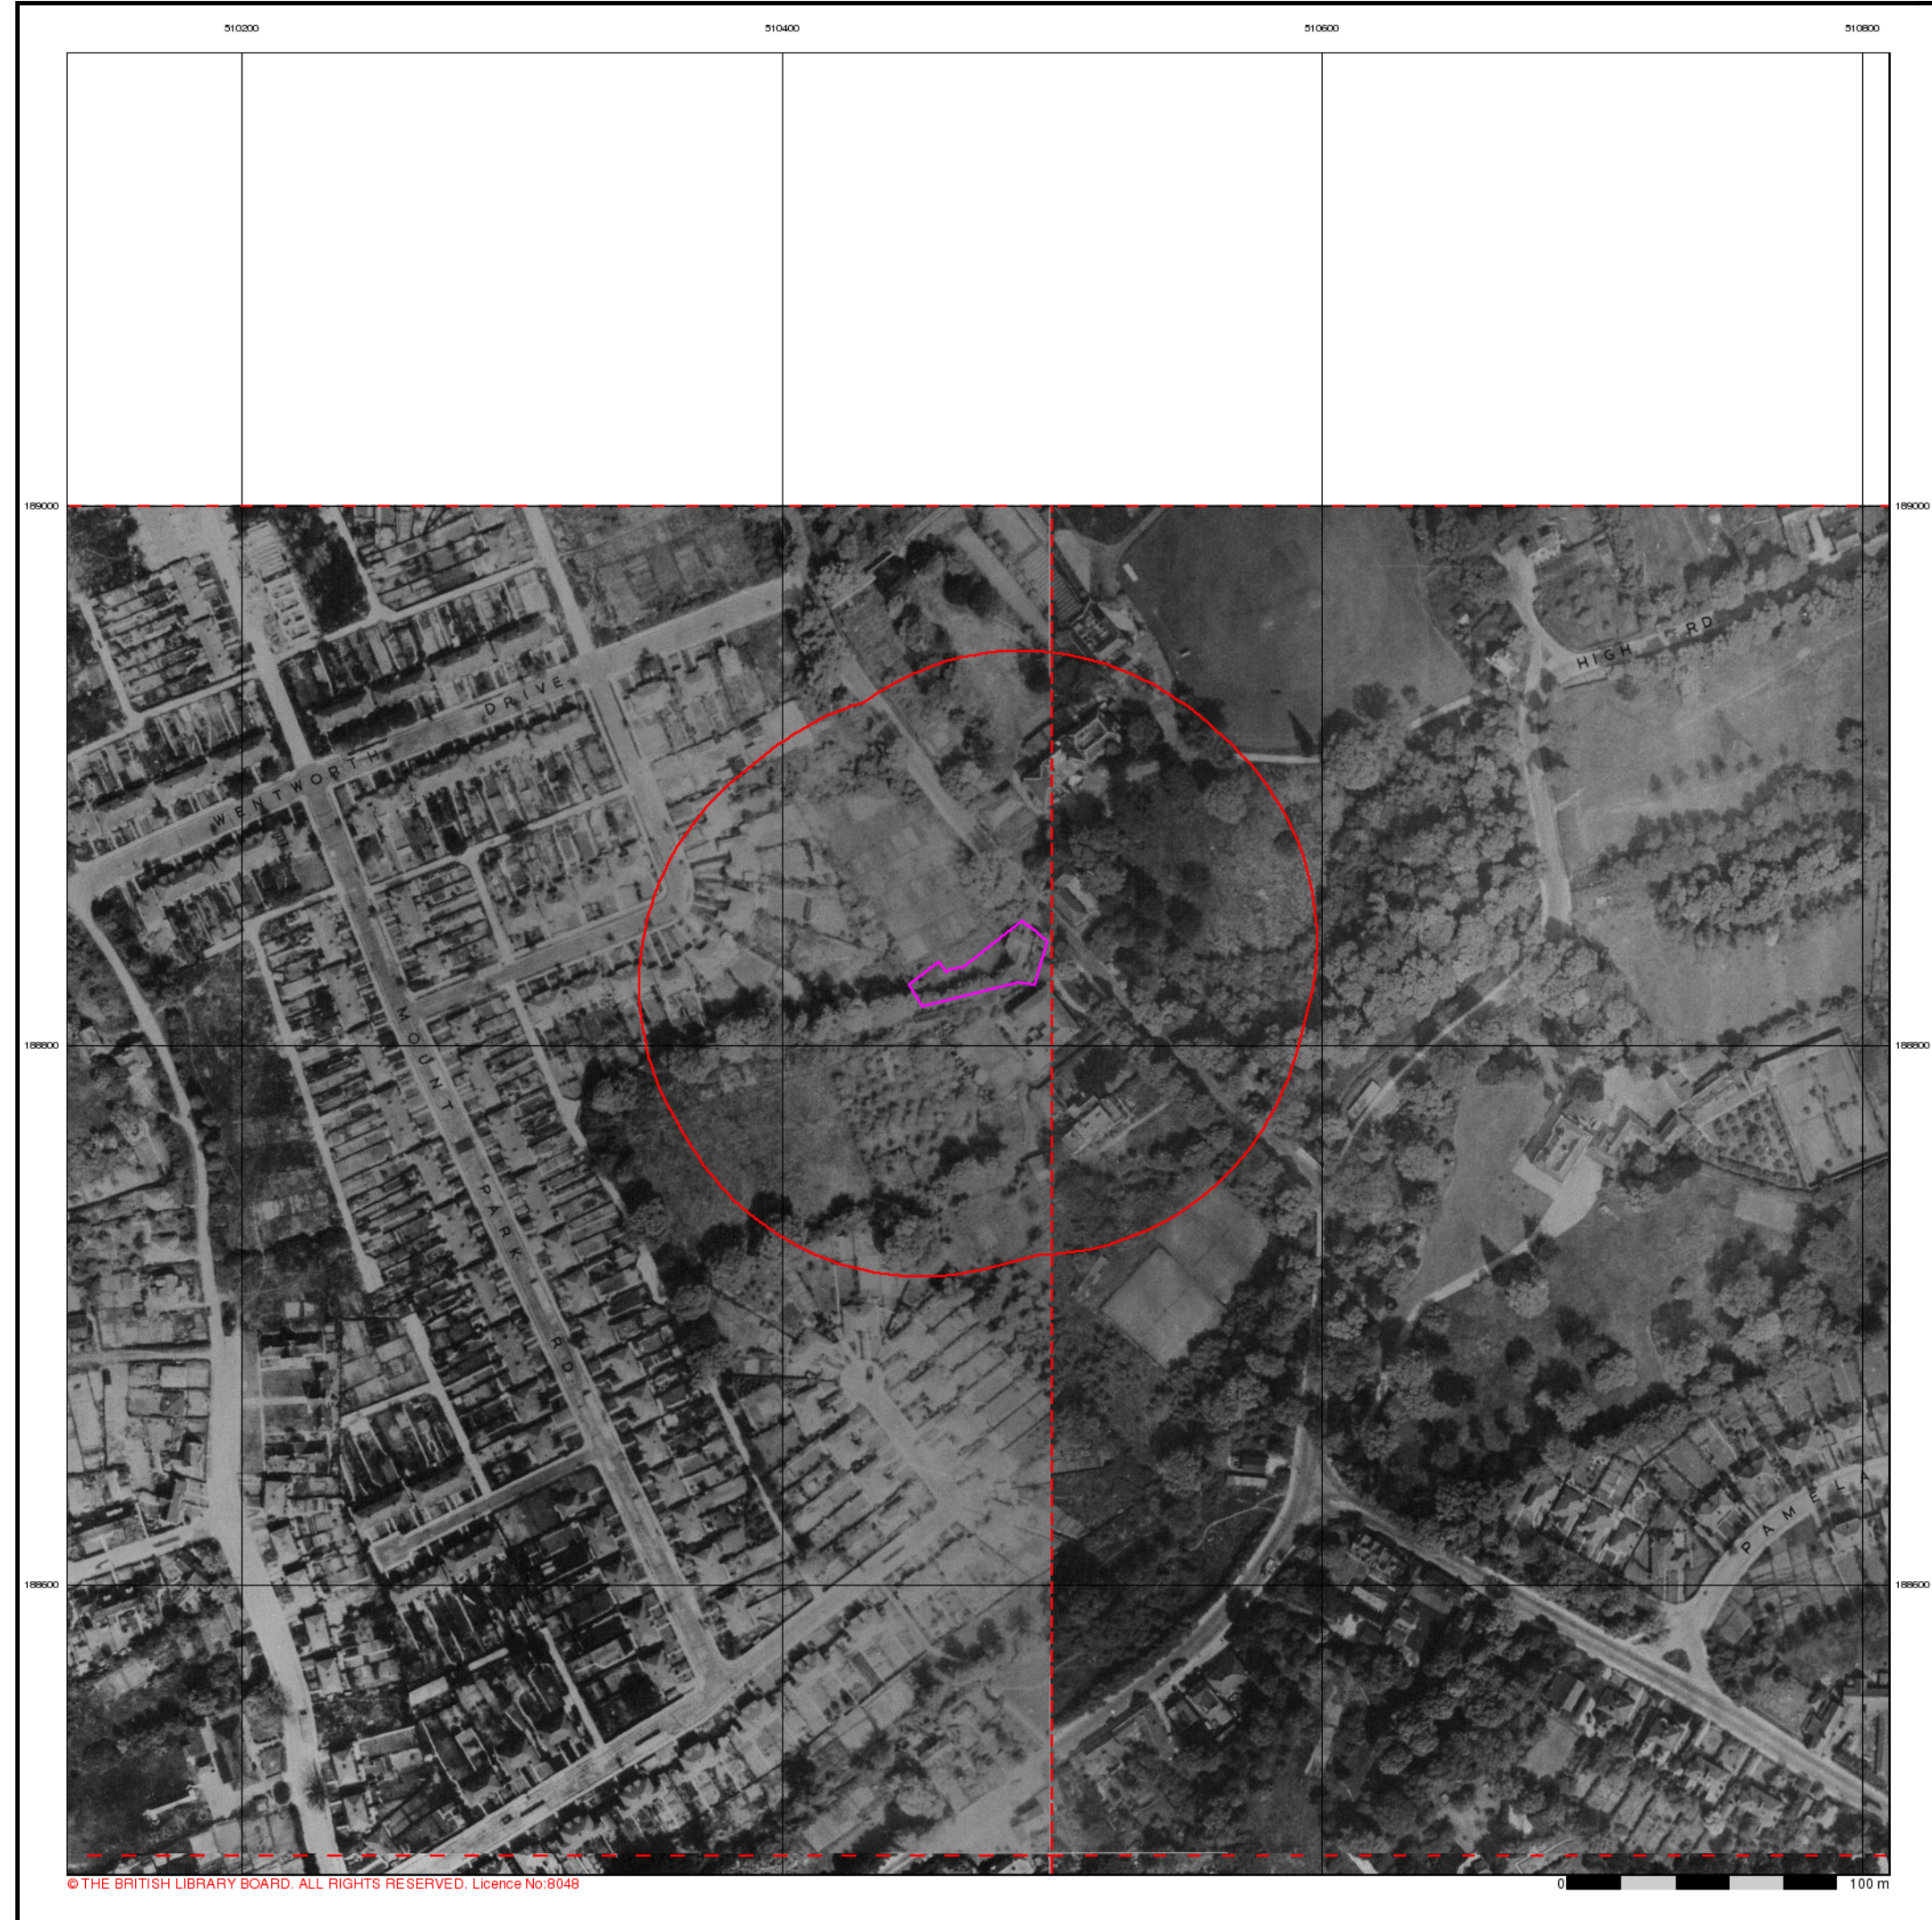 510200 510400 510600 510800
189000 189000
HIGH RD
WENTWORTH DRIVE
188800 188800
MOUNT PARK RD
PAMELA
188600 188600
© THE BRITISH LIBRARY BOARD. ALL RIGHTS RESERVED. Licence No:8048
0 100 m